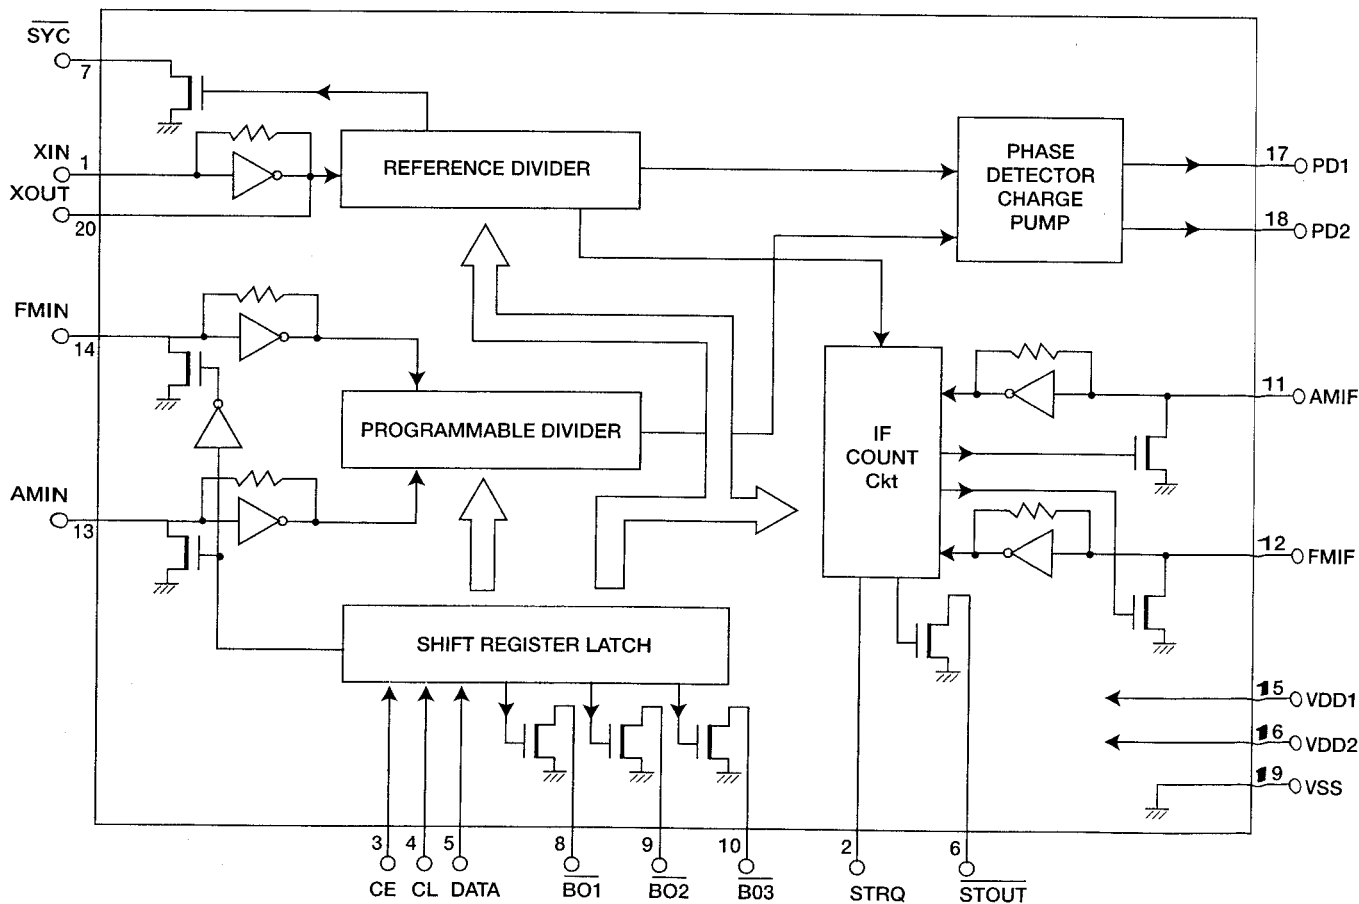 SYC
7
XIN
1
XOUT
20
REFERENCE DIVIDER
PHASE
DETECTOR
CHARGE
PUMP
17
PD1
18
PD2
FMIN
14
PROGRAMMABLE DIVIDER
IF
COUNT
Ckt
11
AMIF
AMIN
13
12
FMIF
SHIFT REGISTER LATCH
15
VDD1
16
VDD2
19
VSS
3
4
5
8
9
10
2
6
CE
CL
DATA
BO1
BO2
B03
STRQ
STOUT